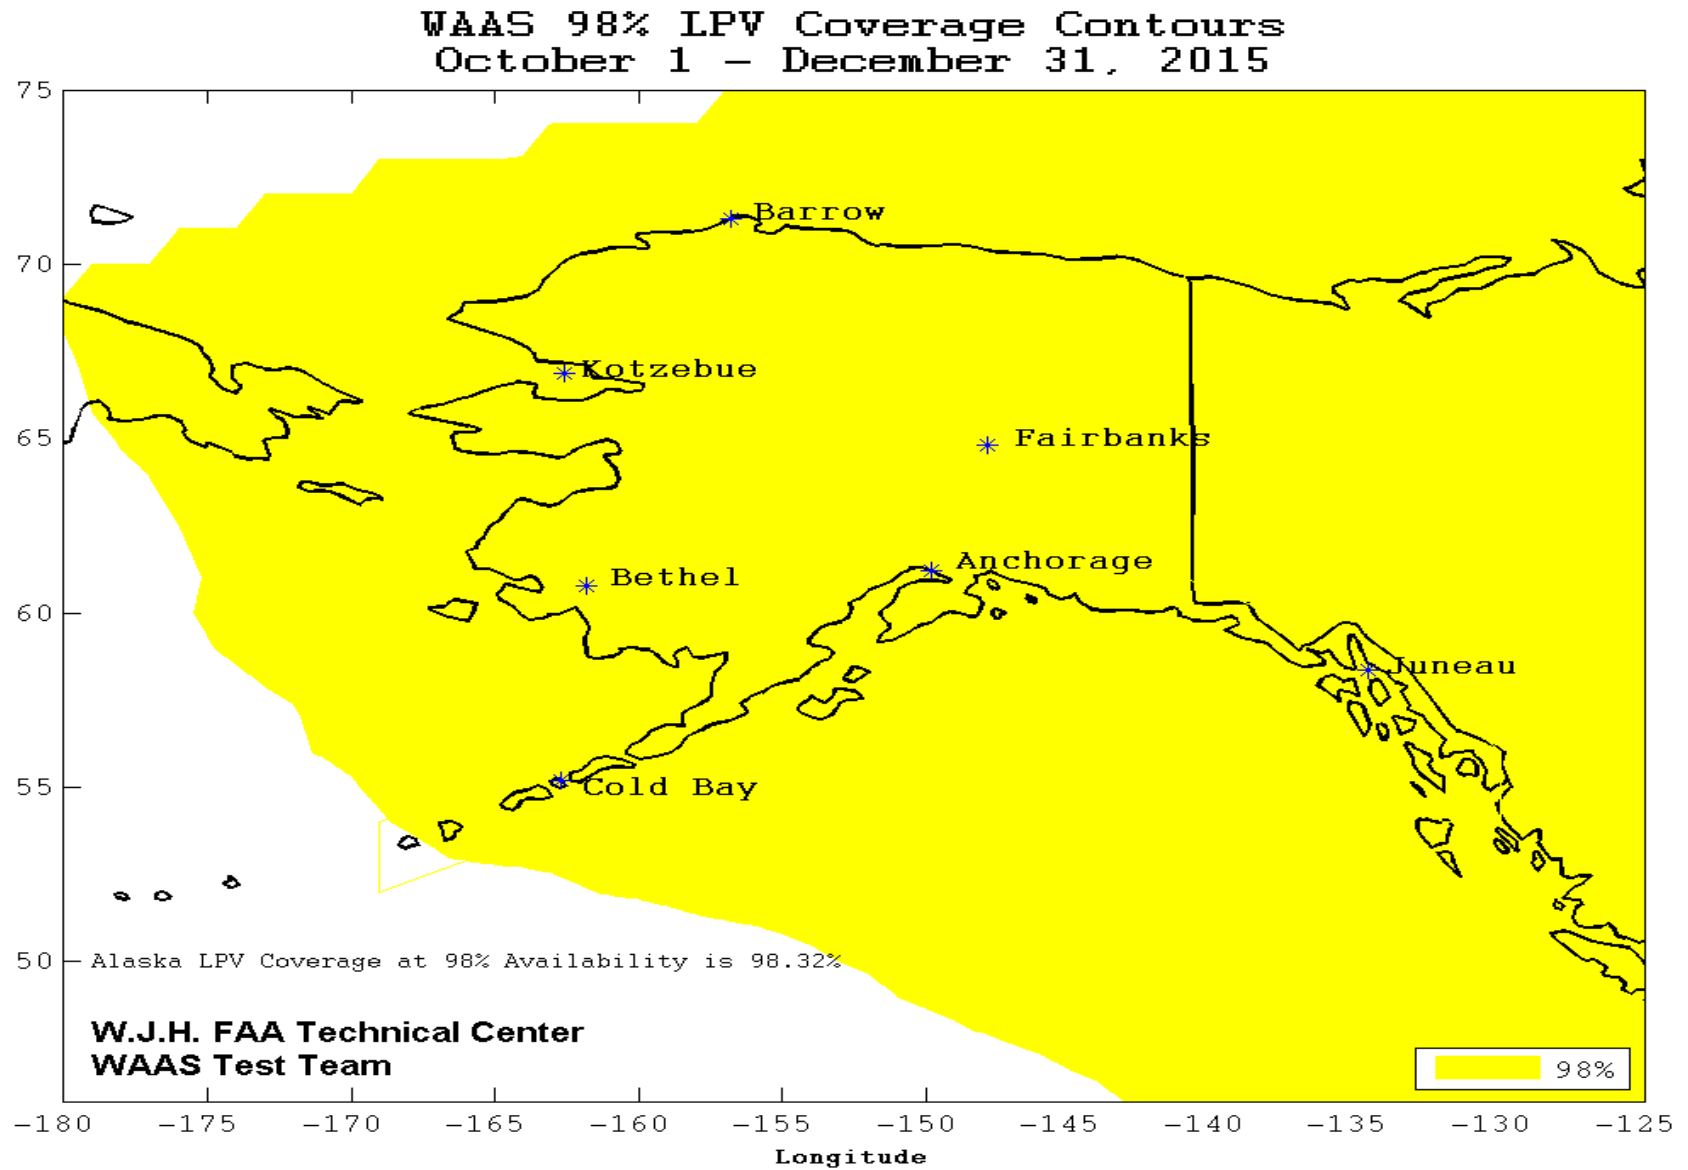 WAAS 98% LPV Coverage Contours
October 1 - December 31, 2015
75
70
65
60
55
50
Barrow
Kotzebue
Fairbanks
Anchorage
Bethel
Juneau
Cold Bay
Alaska LPV Coverage at 98% Availability is 98.32%
W.J.H. FAA Technical Center
WAAS Test Team
98%
-180 -175 -170 -165 -160 -155 -150 -145 -140 -135 -130 -125
Longitude